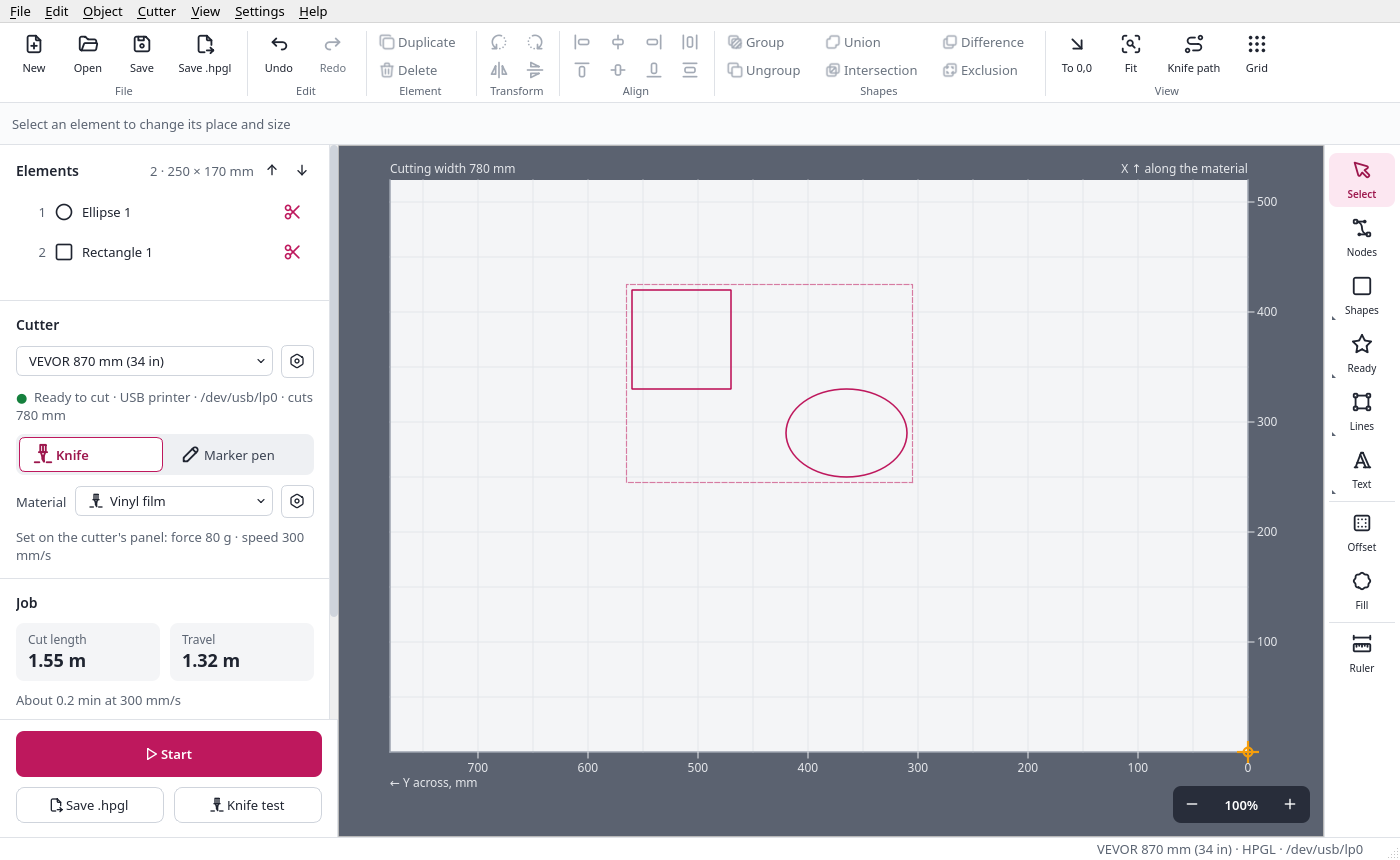 File Edit Object Cutter View Settings Help
New Open Save Save .hpgl
File
Undo Redo
Edit
Duplicate
Delete
Element
Transform
Align
Group Union Difference
Ungroup Intersection Exclusion
Shapes
To 0,0 Fit Knife path Grid
View
Select an element to change its place and size
Elements 2 · 250 × 170 mm
1 Ellipse 1
2 Rectangle 1
Cutter
VEVOR 870 mm (34 in)
Ready to cut · USB printer · /dev/usb/lp0 · cuts
780 mm
Knife Marker pen
Material Vinyl film
Set on the cutter's panel: force 80 g · speed 300
mm/s
Job
Cut length
1.55 m
Travel
1.32 m
About 0.2 min at 300 mm/s
Start
Save .hpgl Knife test
Cutting width 780 mm X ↑ along the material
500
400
300
200
100
700 600 500 400 300 200 100 0
← Y across, mm
100%
Select
Nodes
Shapes
Ready
Lines
Text
Offset
Fill
Ruler
VEVOR 870 mm (34 in) · HPGL · /dev/usb/lp0